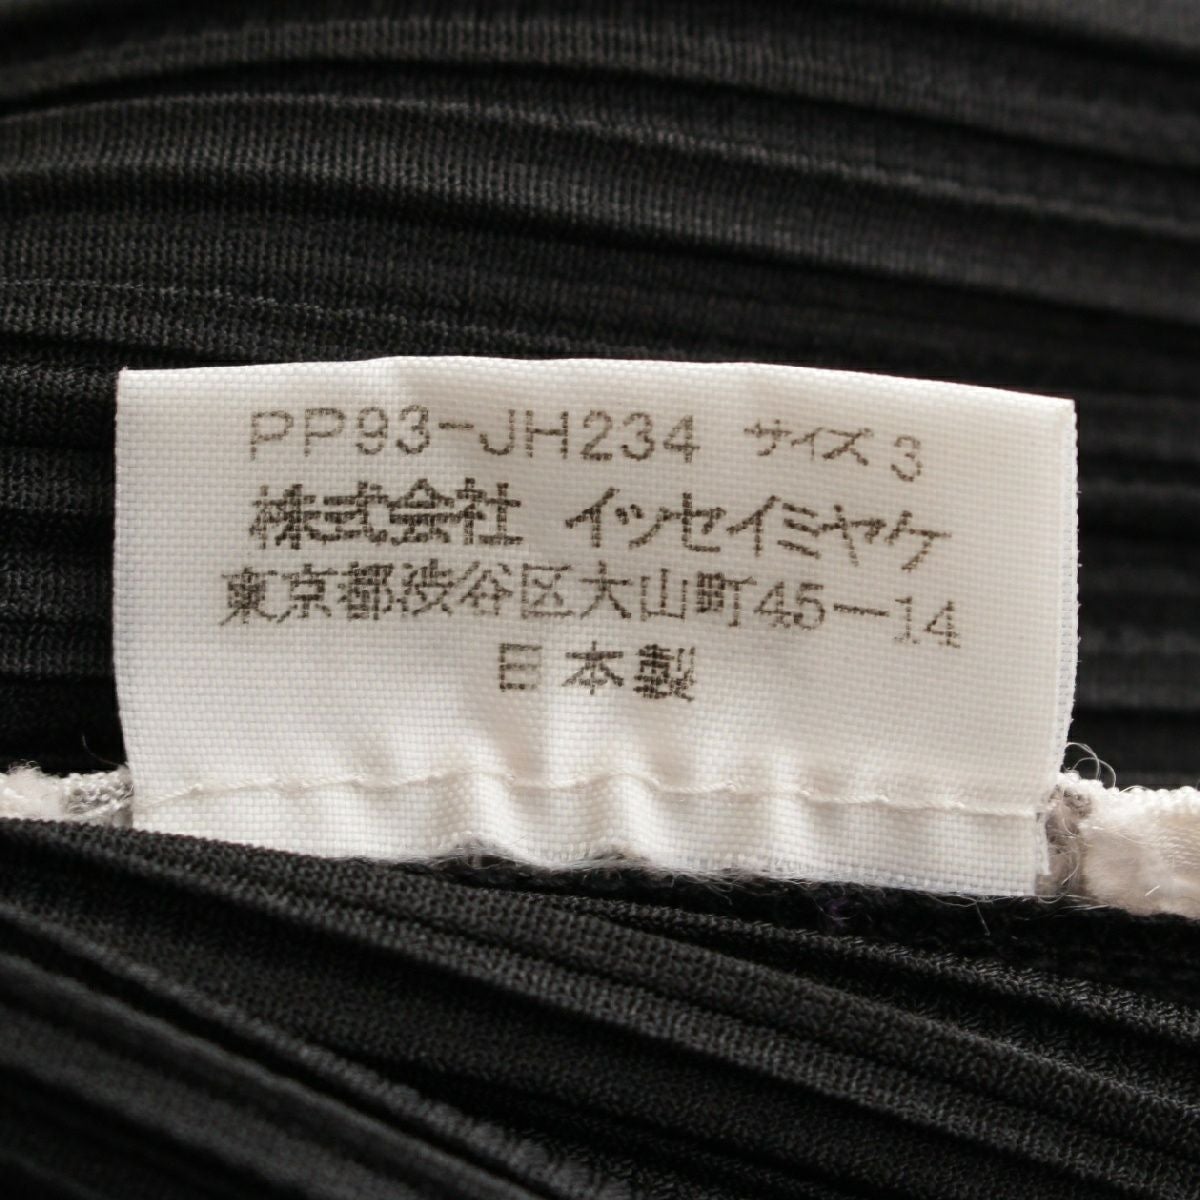 PP93-JH234 サイズ 3
株式会社 イッセイミヤケ
東京都渋谷区大山町45-14
日本製